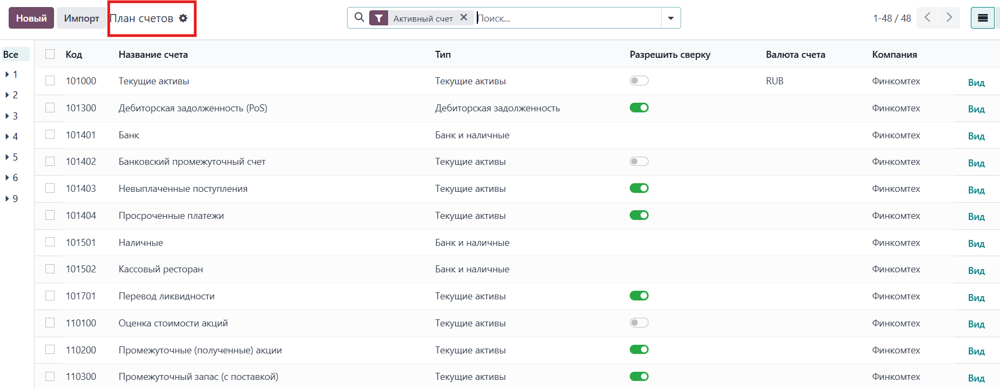 Новый Импорт План счетов Активный счет Поиск... 1-48 / 48
Все Код Название счета Тип Разрешить сверку Валюта счета Компания
1
2
3
4
5
6
9
101000 Текущие активы Текущие активы RUB Финкомтех Вид
101300 Дебиторская задолженность (PoS) Дебиторская задолженность Финкомтех Вид
101401 Банк Банк и наличные Финкомтех Вид
101402 Банковский промежуточный счет Текущие активы Финкомтех Вид
101403 Невыплаченные поступления Текущие активы Финкомтех Вид
101404 Просроченные платежи Текущие активы Финкомтех Вид
101501 Наличные Банк и наличные Финкомтех Вид
101502 Кассовый ресторан Банк и наличные Финкомтех Вид
101701 Перевод ликвидности Текущие активы Финкомтех Вид
110100 Оценка стоимости акций Текущие активы Финкомтех Вид
110200 Промежуточные (полученные) акции Текущие активы Финкомтех Вид
110300 Промежуточный запас (с поставкой) Текущие активы Финкомтех Вид